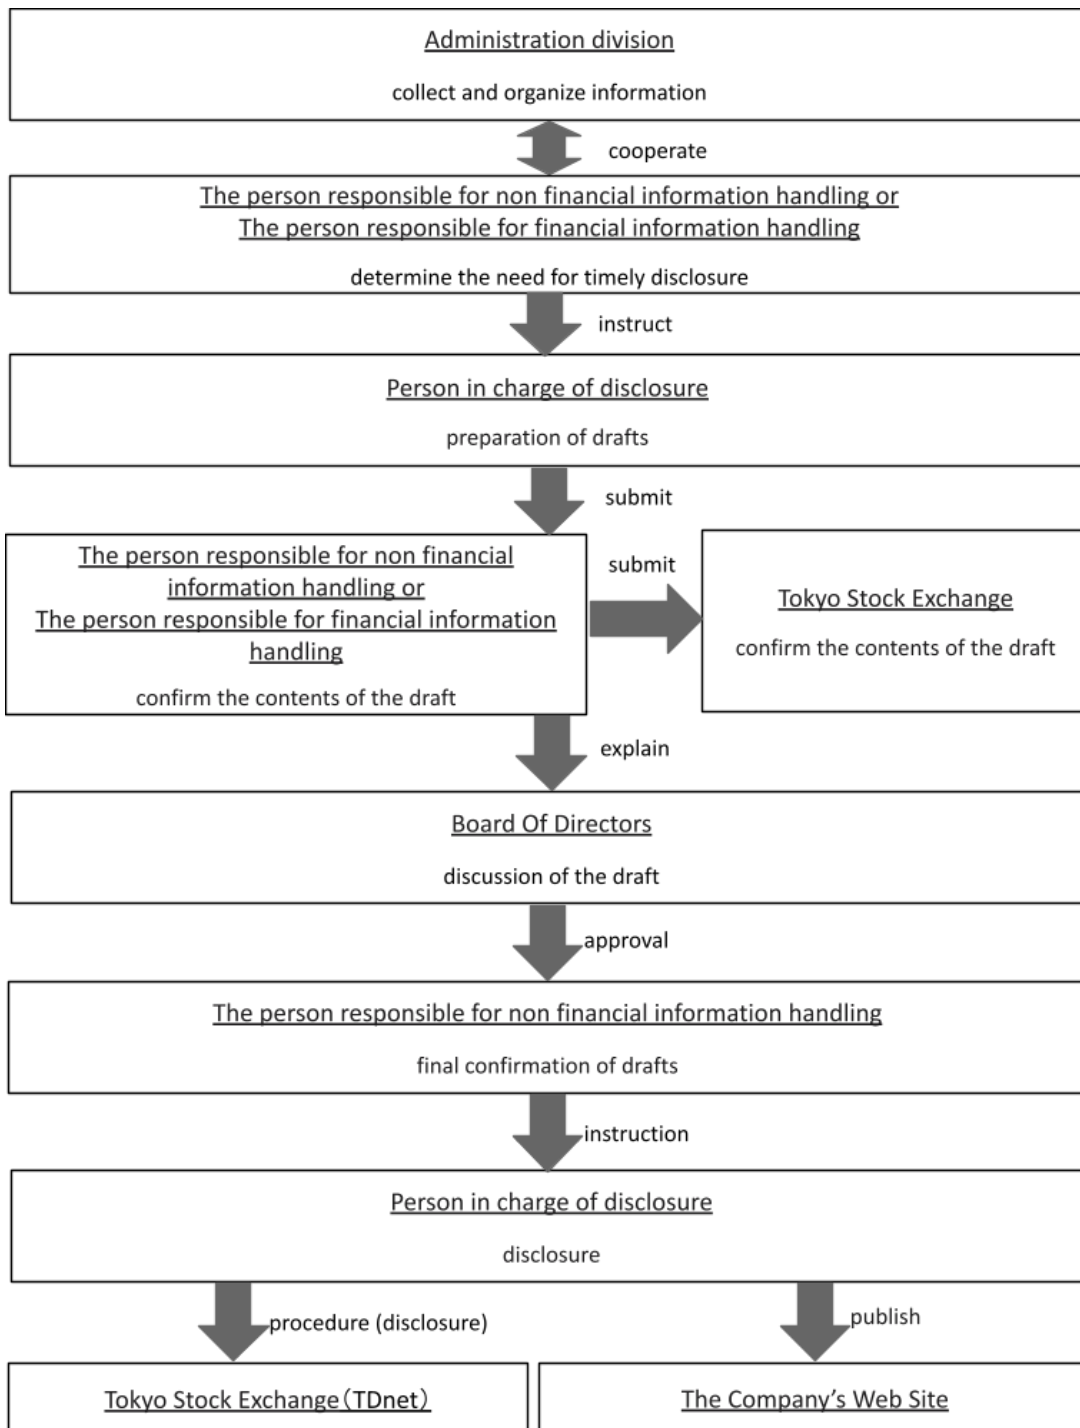 Administration division
collect and organize information
cooperate
The person responsible for non financial information handling or
The person responsible for financial information handling
determine the need for timely disclosure
instruct
Person in charge of disclosure
preparation of drafts
submit
The person responsible for non financial
information handling or
The person responsible for financial information
handling
confirm the contents of the draft
submit
Tokyo Stock Exchange
confirm the contents of the draft
explain
Board Of Directors
discussion of the draft
approval
The person responsible for non financial information handling
final confirmation of drafts
instruction
Person in charge of disclosure
disclosure
procedure (disclosure)
publish
Tokyo Stock Exchange（TDnet）
The Company’s Web Site